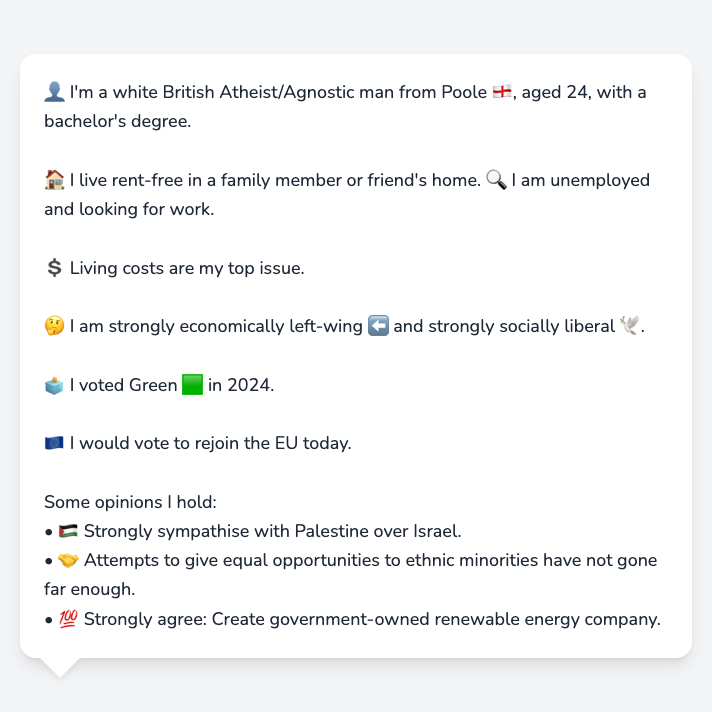 👤 I'm a white British Atheist/Agnostic man from Poole 🏴󠁧󠁢󠁥󠁮󠁧󠁿, aged 24, with a
bachelor's degree.
🏠 I live rent-free in a family member or friend's home. 🔍 I am unemployed
and looking for work.
💲 Living costs are my top issue.
🤔 I am strongly economically left-wing ⬅️ and strongly socially liberal 🕊️.
🗳️ I voted Green 🟩 in 2024.
🇪🇺 I would vote to rejoin the EU today.
Some opinions I hold:
• 🇵🇸 Strongly sympathise with Palestine over Israel.
• 🤝 Attempts to give equal opportunities to ethnic minorities have not gone
far enough.
• 💯 Strongly agree: Create government-owned renewable energy company.